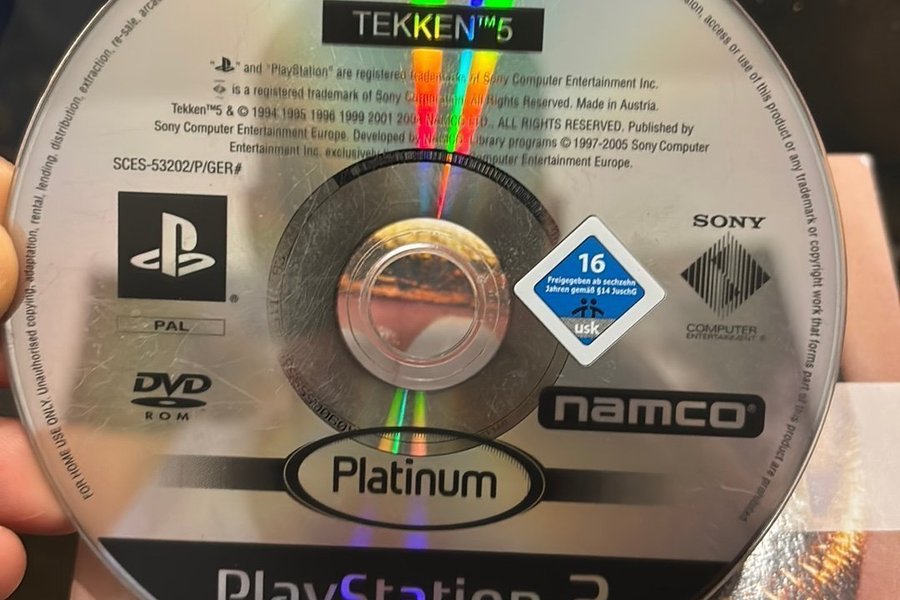 TEKKEN™5
"PS" and "PlayStation" are registered trademarks of Sony Computer Entertainment Inc.
is a registered trademark of Sony Corporation. All Rights Reserved. Made in Austria.
Tekken™5 & © 1994 1995 1996 1999 2001 NAMCO LTD., ALL RIGHTS RESERVED. Published by
Sony Computer Entertainment Europe. Developed by NAMCO. Library programs © 1997-2005 Sony Computer
Entertainment Inc. exclusively Computer Entertainment Europe.
SCES-53202/P/GER#
PAL
DVD
ROM
16
Freigegeben ab sechzehn
Jahren gemäß §14 JuschG
usk
SONY
COMPUTER
ENTERTAINMENT ®
namco®
Platinum
PlayStation 2
FOR HOME USE ONLY. Unauthorised copying, adaptation, rental, lending, distribution, extraction, re-sale,
access or use of this product or any trademark or copyright work that forms part of this product are prohibited